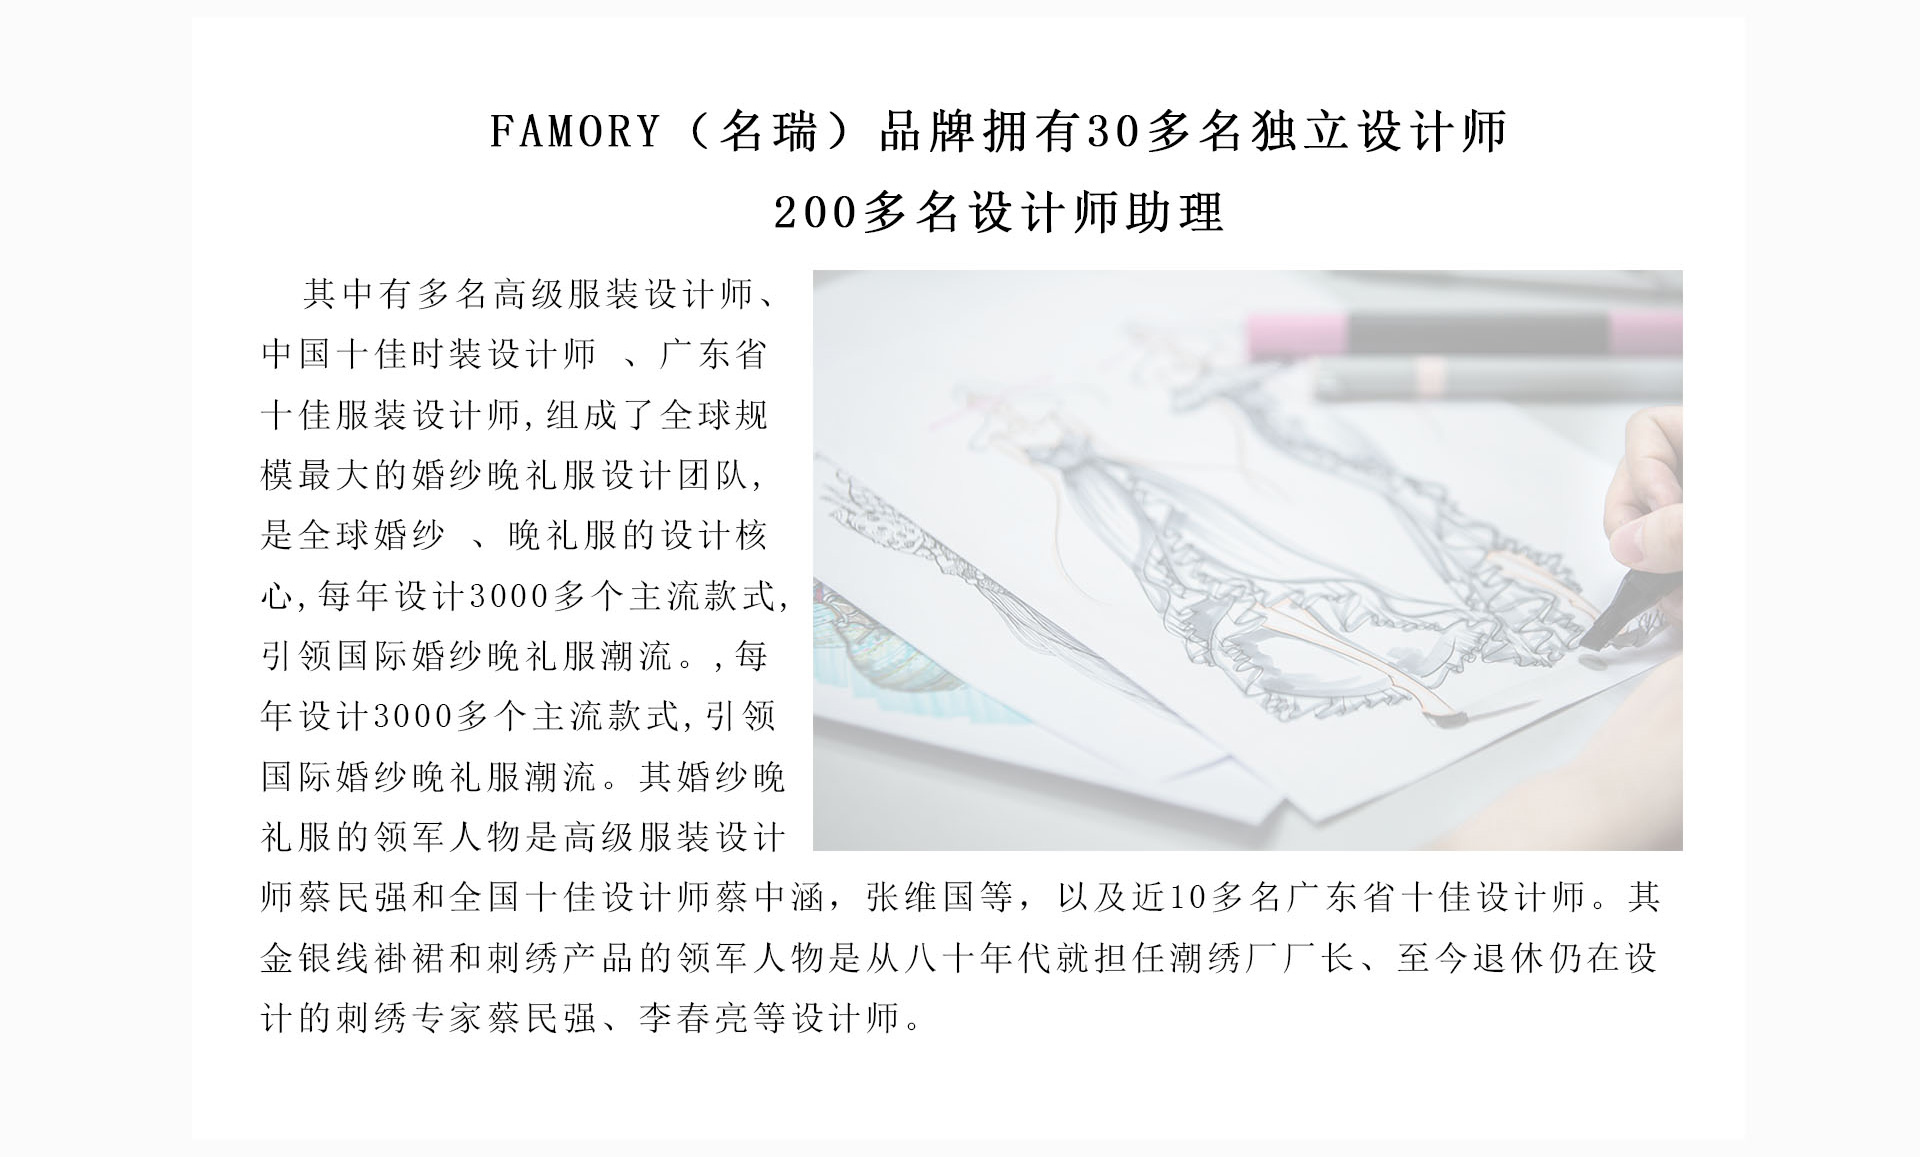 FAMORY（名瑞）品牌拥有30多名独立设计师
200多名设计师助理
其中有多名高级服装设计师、
中国十佳时装设计师 、广东省
十佳服装设计师,组成了全球规
模最大的婚纱晚礼服设计团队,
是全球婚纱 、晚礼服的设计核
心,每年设计3000多个主流款式,
引领国际婚纱晚礼服潮流。,每
年设计3000多个主流款式,引领
国际婚纱晚礼服潮流。其婚纱晚
礼服的领军人物是高级服装设计
师蔡民强和全国十佳设计师蔡中涵，张维国等，以及近10多名广东省十佳设计师。其
金银线褂裙和刺绣产品的领军人物是从八十年代就担任潮绣厂厂长、至今退休仍在设
计的刺绣专家蔡民强、李春亮等设计师。